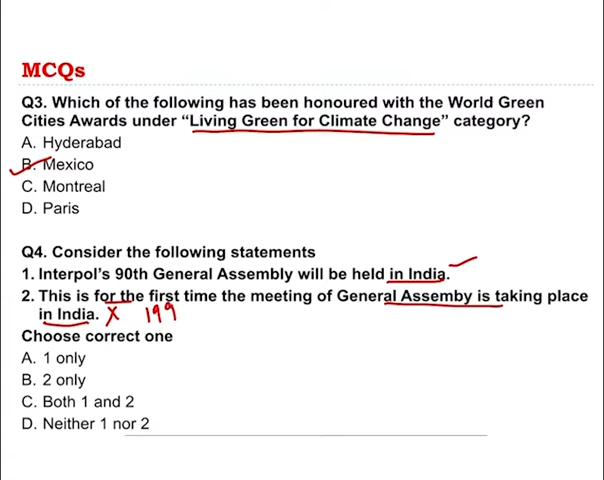 MCQs
Q3. Which of the following has been honoured with the World Green
Cities Awards under “Living Green for Climate Change” category?
A. Hyderabad
B. Mexico
C. Montreal
D. Paris
Q4. Consider the following statements
1. Interpol's 90th General Assembly will be held in India.
2. This is for the first time the meeting of General Assemby is taking place
in India. X 199
Choose correct one
A. 1 only
B. 2 only
C. Both 1 and 2
D. Neither 1 nor 2